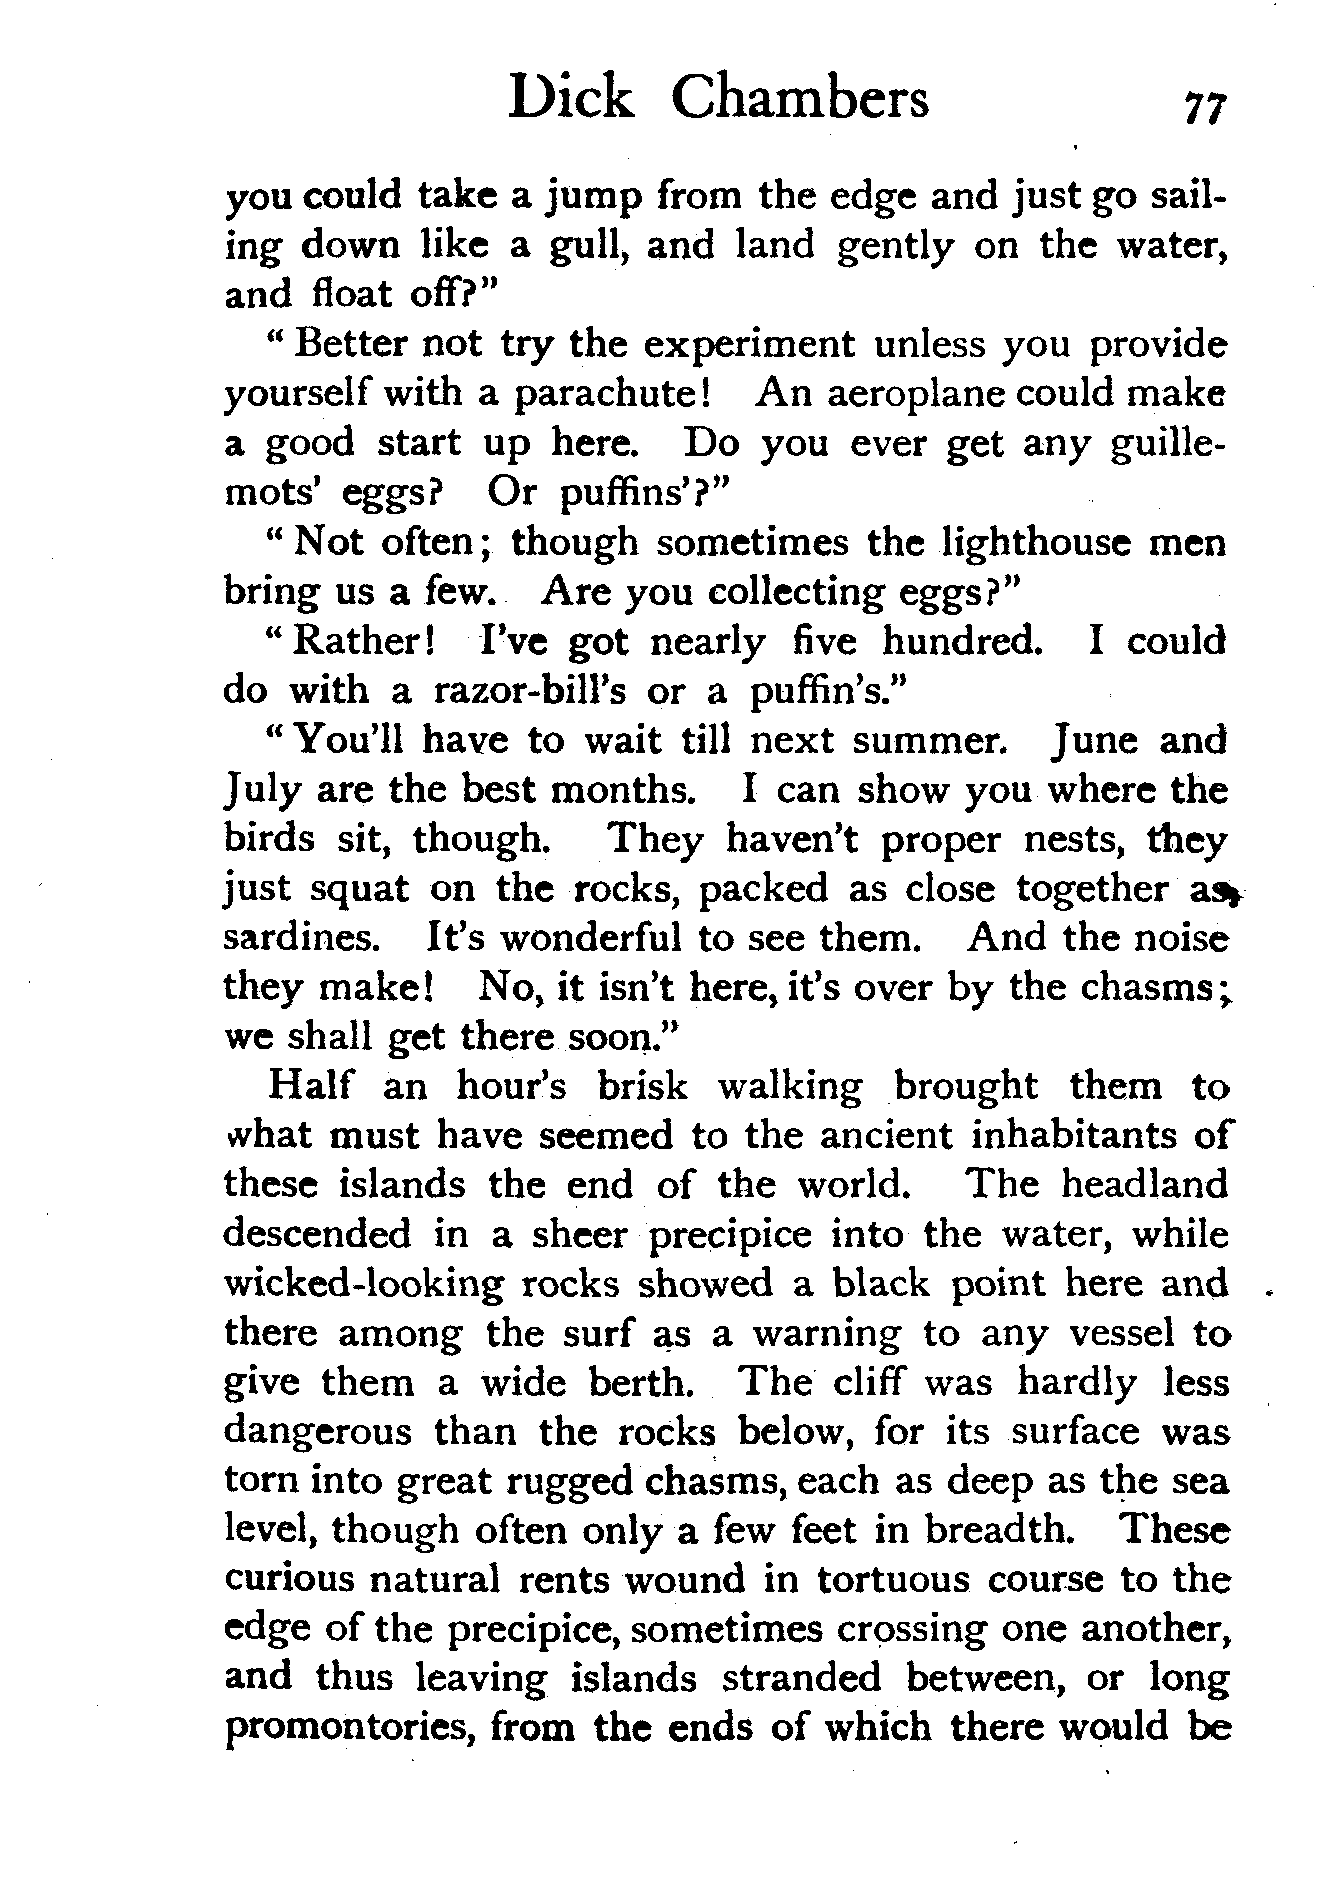 Dick Chambers 77
you could take a jump from the edge and just go sail-
ing down like a gull, and land gently on the water,
and float off?"
" Better not try the experiment unless you provide
yourself with a parachute! An aeroplane could make
a good start up here. Do you ever get any guille-
mots' eggs? Or puffins'?"
" Not often; though sometimes the lighthouse men
bring us a few. Are you collecting eggs?"
" Rather! I've got nearly five hundred. I could
do with a razor-bill's or a puffin's."
" You'll have to wait till next summer. June and
July are the best months. I can show you where the
birds sit, though. They haven't proper nests, they
just squat on the rocks, packed as close together as
sardines. It's wonderful to see them. And the noise
they make! No, it isn't here, it's over by the chasms;
we shall get there soon."
Half an hour's brisk walking brought them to
what must have seemed to the ancient inhabitants of
these islands the end of the world. The headland
descended in a sheer precipice into the water, while
wicked-looking rocks showed a black point here and
there among the surf as a warning to any vessel to
give them a wide berth. The cliff was hardly less
dangerous than the rocks below, for its surface was
torn into great rugged chasms, each as deep as the sea
level, though often only a few feet in breadth. These
curious natural rents wound in tortuous course to the
edge of the precipice, sometimes crossing one another,
and thus leaving islands stranded between, or long
promontories, from the ends of which there would be